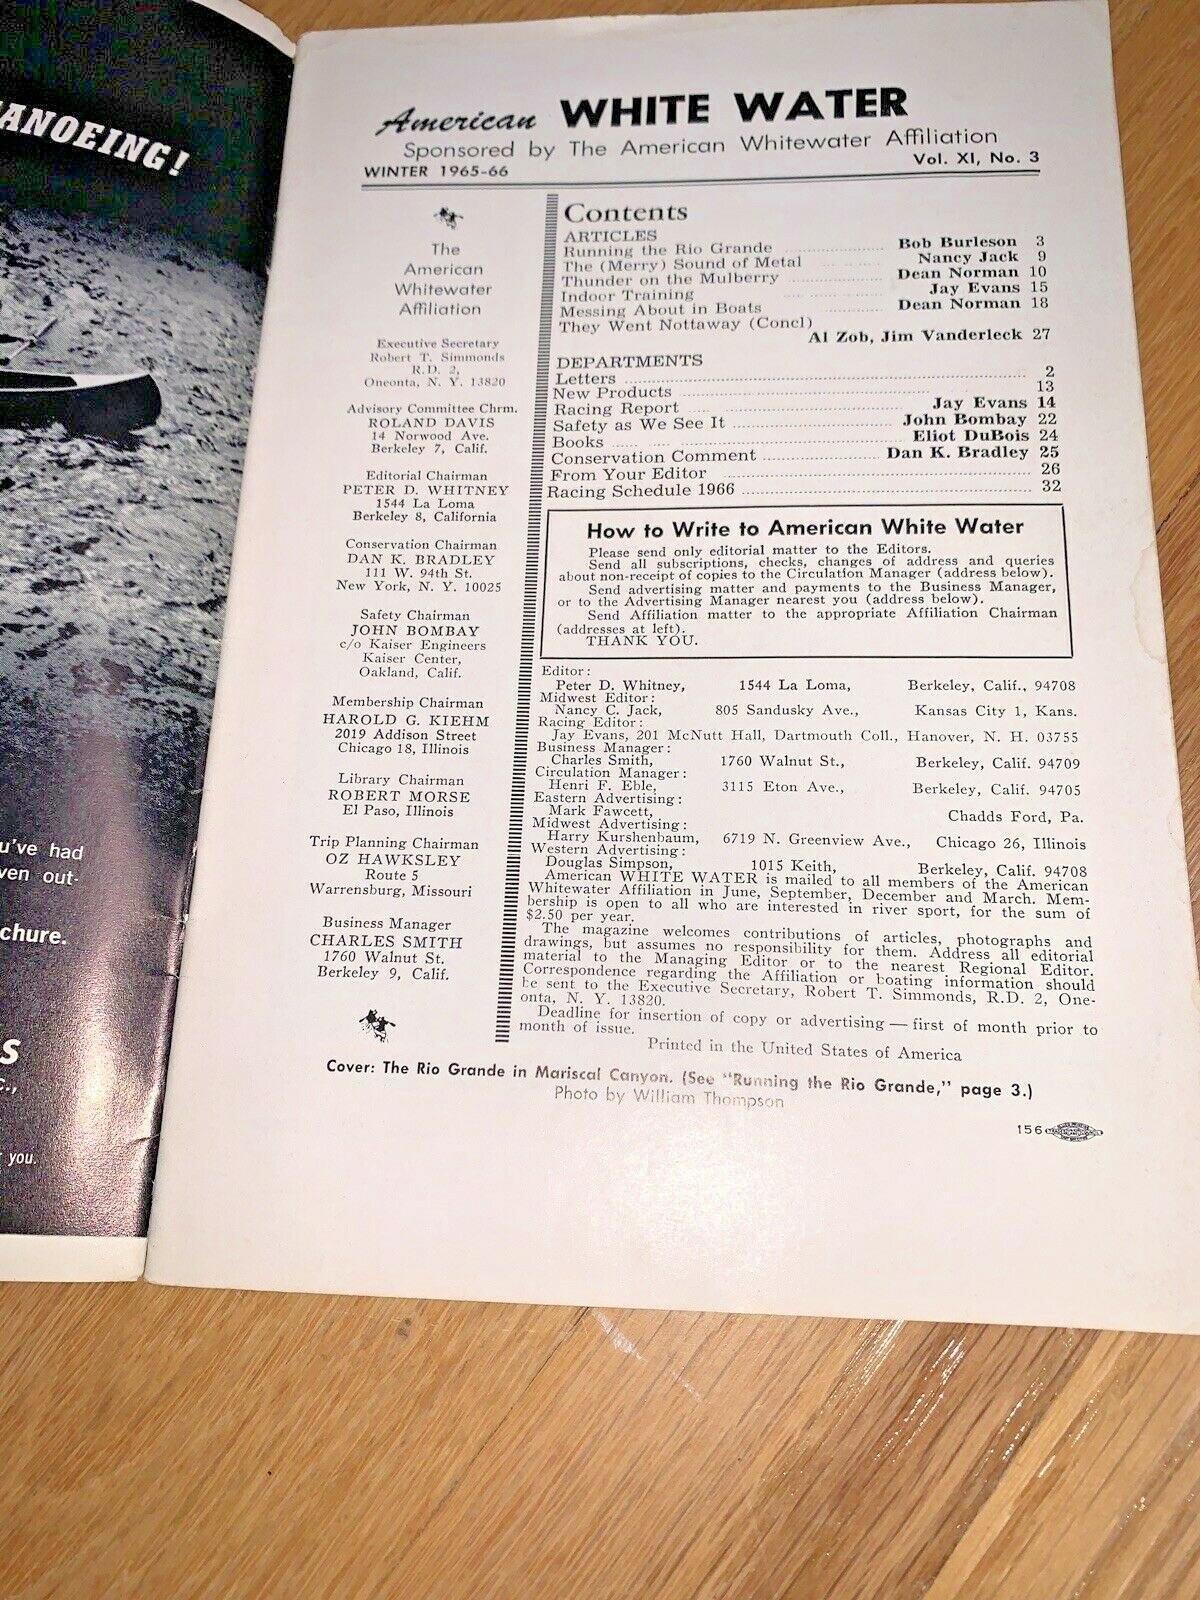 ANOEING!
u've had
ven out-
chure.
S
C.,
you.
American WHITE WATER
Sponsored by The American Whitewater Affiliation
WINTER 1965-66 Vol. XI, No. 3
The
American
Whitewater
Affiliation
Executive Secretary
Robert T. Simmonds
R.D. 2,
Oneonta, N. Y. 13820
Advisory Committee Chrm.
ROLAND DAVIS
14 Norwood Ave.
Berkeley 7, Calif.
Editorial Chairman
PETER D. WHITNEY
1544 La Loma
Berkeley 8, California
Conservation Chairman
DAN K. BRADLEY
111 W. 94th St.
New York, N. Y. 10025
Safety Chairman
JOHN BOMBAY
c/o Kaiser Engineers
Kaiser Center,
Oakland, Calif.
Membership Chairman
HAROLD G. KIEHM
2019 Addison Street
Chicago 18, Illinois
Library Chairman
ROBERT MORSE
El Paso, Illinois
Trip Planning Chairman
OZ HAWKSLEY
Route 5
Warrensburg, Missouri
Business Manager
CHARLES SMITH
1760 Walnut St.
Berkeley 9, Calif.
Contents
ARTICLES
Running the Rio Grande Bob Burleson 3
The (Merry) Sound of Metal Nancy Jack 9
Thunder on the Mulberry Dean Norman 10
Indoor Training Jay Evans 15
Messing About in Boats Dean Norman 18
They Went Nottaway (Concl)
Al Zob, Jim Vanderleck 27
DEPARTMENTS
Letters 2
New Products 13
Racing Report Jay Evans 14
Safety as We See It John Bombay 22
Books Eliot DuBois 24
Conservation Comment Dan K. Bradley 25
From Your Editor 26
Racing Schedule 1966 32
How to Write to American White Water
Please send only editorial matter to the Editors.
Send all subscriptions, checks, changes of address and queries
about non-receipt of copies to the Circulation Manager (address below).
Send advertising matter and payments to the Business Manager,
or to the Advertising Manager nearest you (address below).
Send Affiliation matter to the appropriate Affiliation Chairman
(addresses at left).
THANK YOU.
Editor:
Peter D. Whitney, 1544 La Loma, Berkeley, Calif., 94708
Midwest Editor:
Nancy C. Jack, 805 Sandusky Ave., Kansas City 1, Kans.
Racing Editor:
Jay Evans, 201 McNutt Hall, Dartmouth Coll., Hanover, N. H. 03755
Business Manager:
Charles Smith, 1760 Walnut St., Berkeley, Calif. 94709
Circulation Manager:
Henri F. Eble, 3115 Eton Ave., Berkeley, Calif. 94705
Eastern Advertising:
Mark Fawcett, Chadds Ford, Pa.
Midwest Advertising:
Harry Kurshenbaum, 6719 N. Greenview Ave., Chicago 26, Illinois
Western Advertising:
Douglas Simpson, 1015 Keith, Berkeley, Calif. 94708
American WHITE WATER is mailed to all members of the American
Whitewater Affiliation in June, September, December and March. Mem-
bership is open to all who are interested in river sport, for the sum of
$2.50 per year.
The magazine welcomes contributions of articles, photographs and
drawings, but assumes no responsibility for them. Address all editorial
material to the Managing Editor or to the nearest Regional Editor.
Correspondence regarding the Affiliation or boating information should
be sent to the Executive Secretary, Robert T. Simmonds, R.D. 2, One-
onta, N. Y. 13820.
Deadline for insertion of copy or advertising — first of month prior to
month of issue.
Printed in the United States of America
Cover: The Rio Grande in Mariscal Canyon. (See "Running the Rio Grande," page 3.)
Photo by William Thompson
156